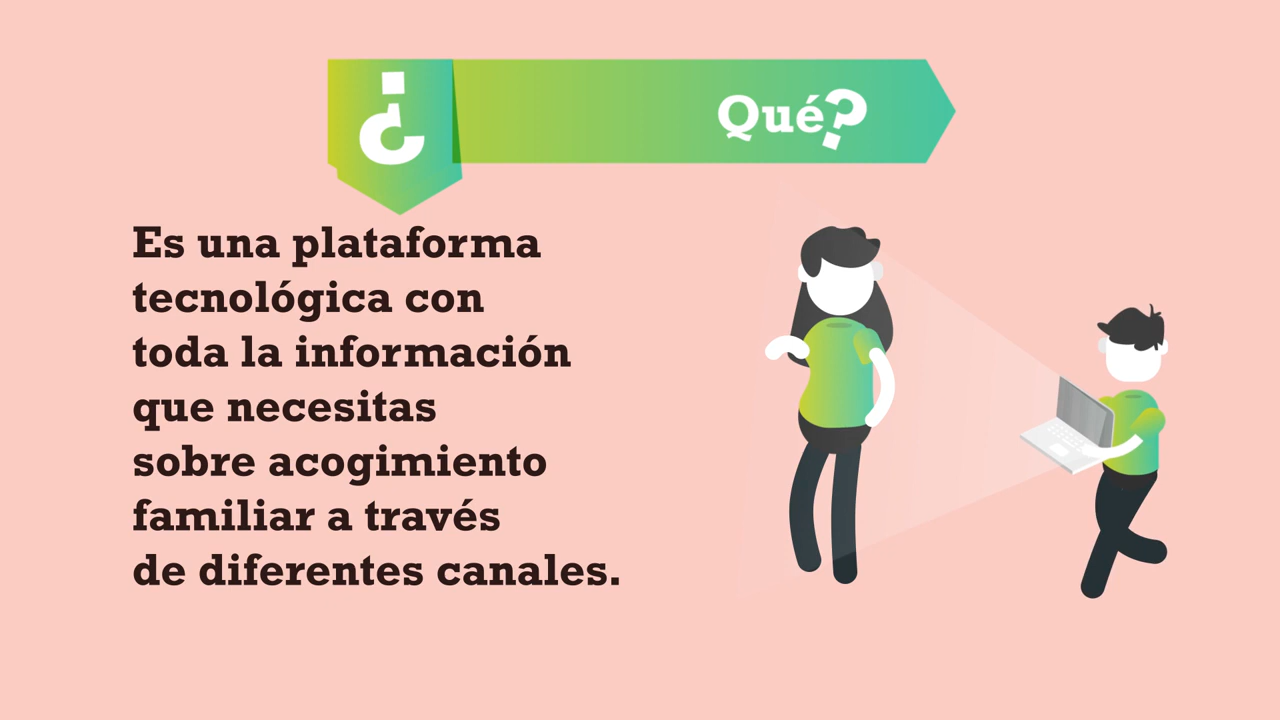 ¿ Qué?
Es una plataforma
tecnológica con
toda la información
que necesitas
sobre acogimiento
familiar a través
de diferentes canales.